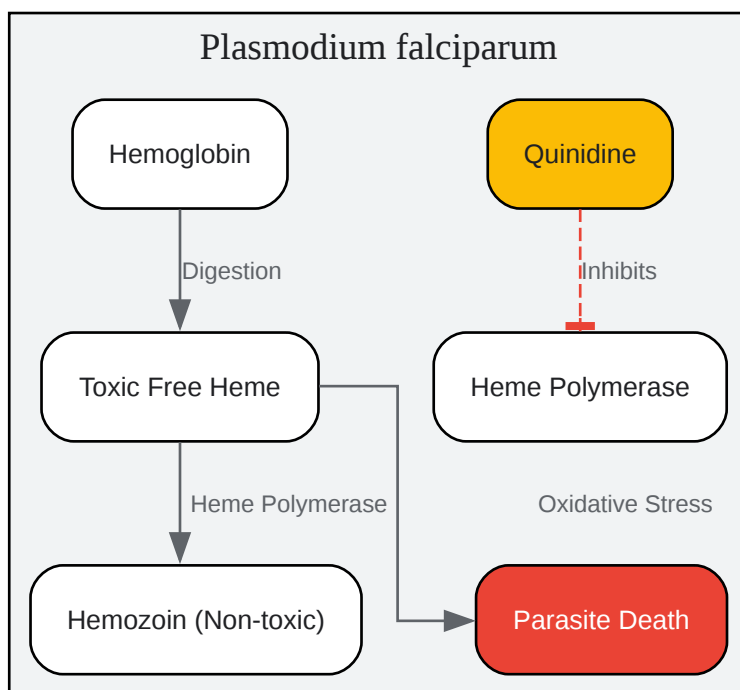 Plasmodium falciparum
Hemoglobin
Quinidine
Digestion
Inhibits
Toxic Free Heme
Heme Polymerase
Heme Polymerase
Oxidative Stress
Hemozoin (Non-toxic)
Parasite Death